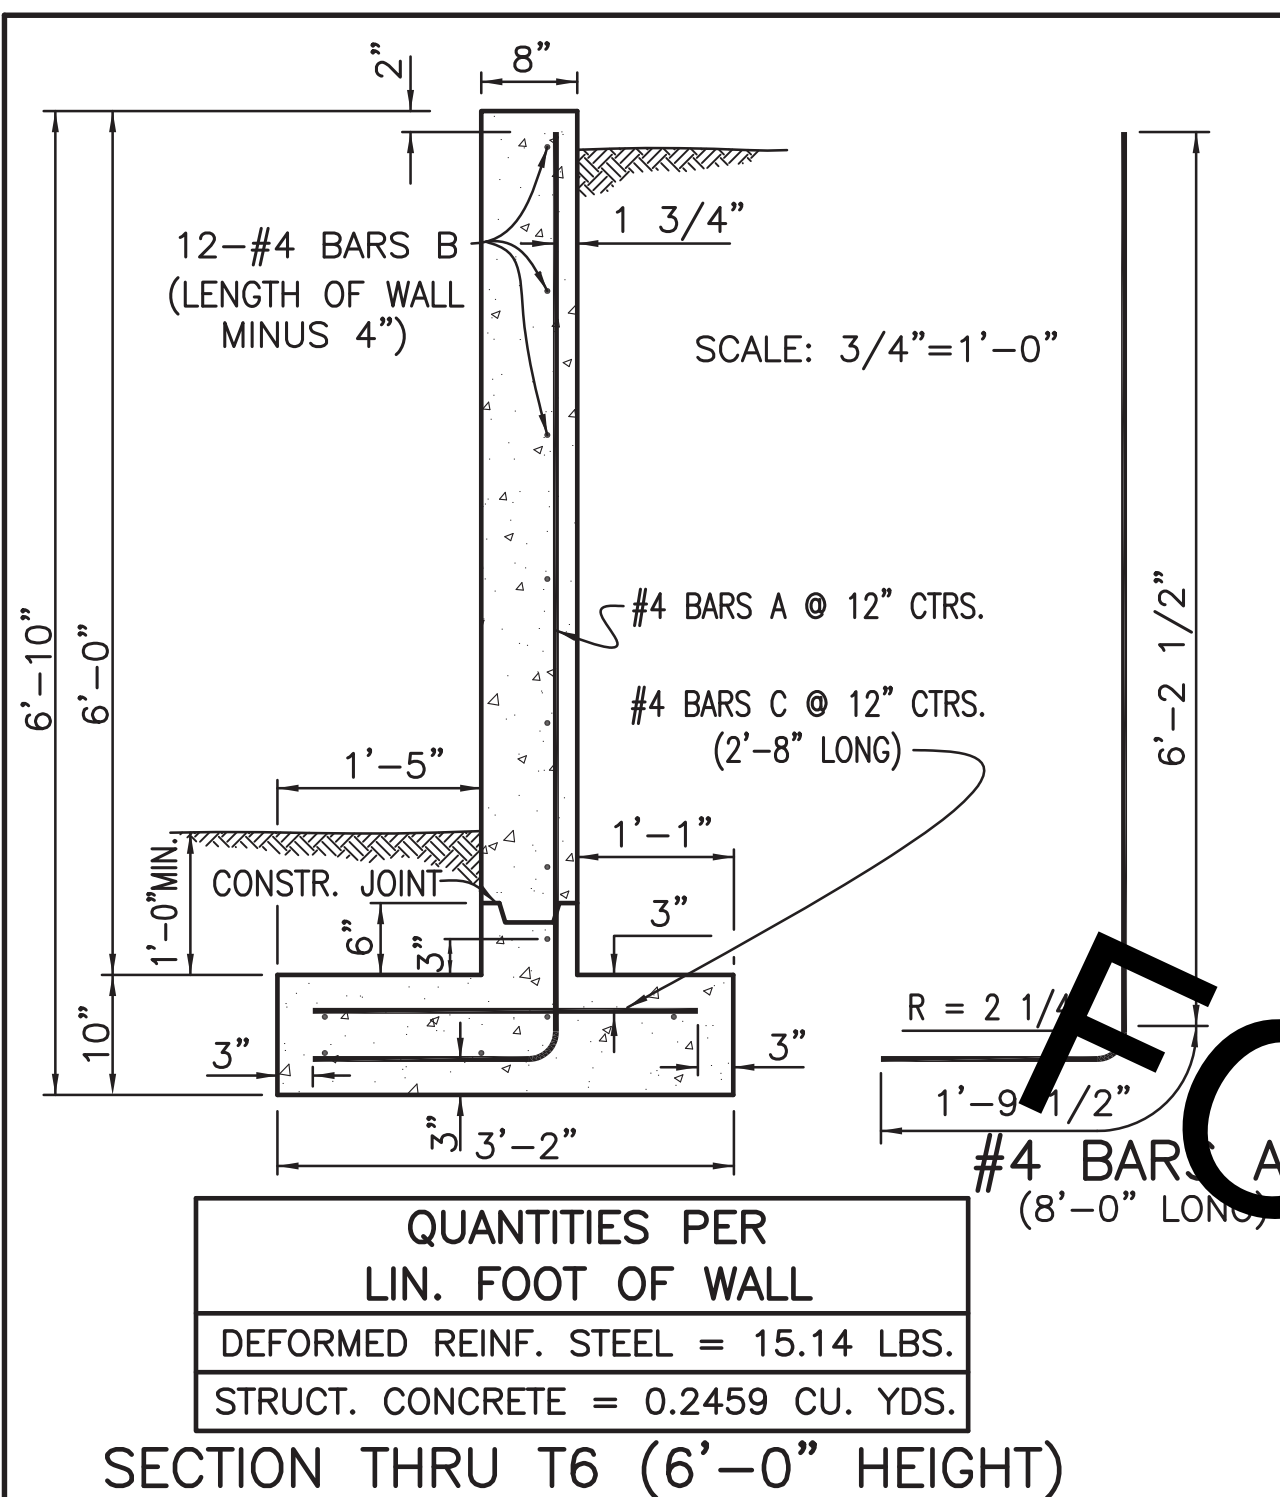 2”
8”
12-#4 BARS B
(LENGTH OF WALL
MINUS 4”)
1 3/4”
SCALE: 3/4”=1’-0”
6’-10”
6’-0”
#4 BARS A @ 12” CTRS.
#4 BARS C @ 12” CTRS.
(2’-8” LONG)
6’-2 1/2”
1’-5”
1’-1”
1’-0”MIN.
CONSTR. JOINT
6”
3”
3”
10”
3”
3”
R = 2 1/4
1’-9 1/2”
3”
3’-2”
#4 BARS A
(8’-0” LONG)
QUANTITIES PER
LIN. FOOT OF WALL
DEFORMED REINF. STEEL = 15.14 LBS.
STRUCT. CONCRETE = 0.2459 CU. YDS.
SECTION THRU T6 (6’-0” HEIGHT)